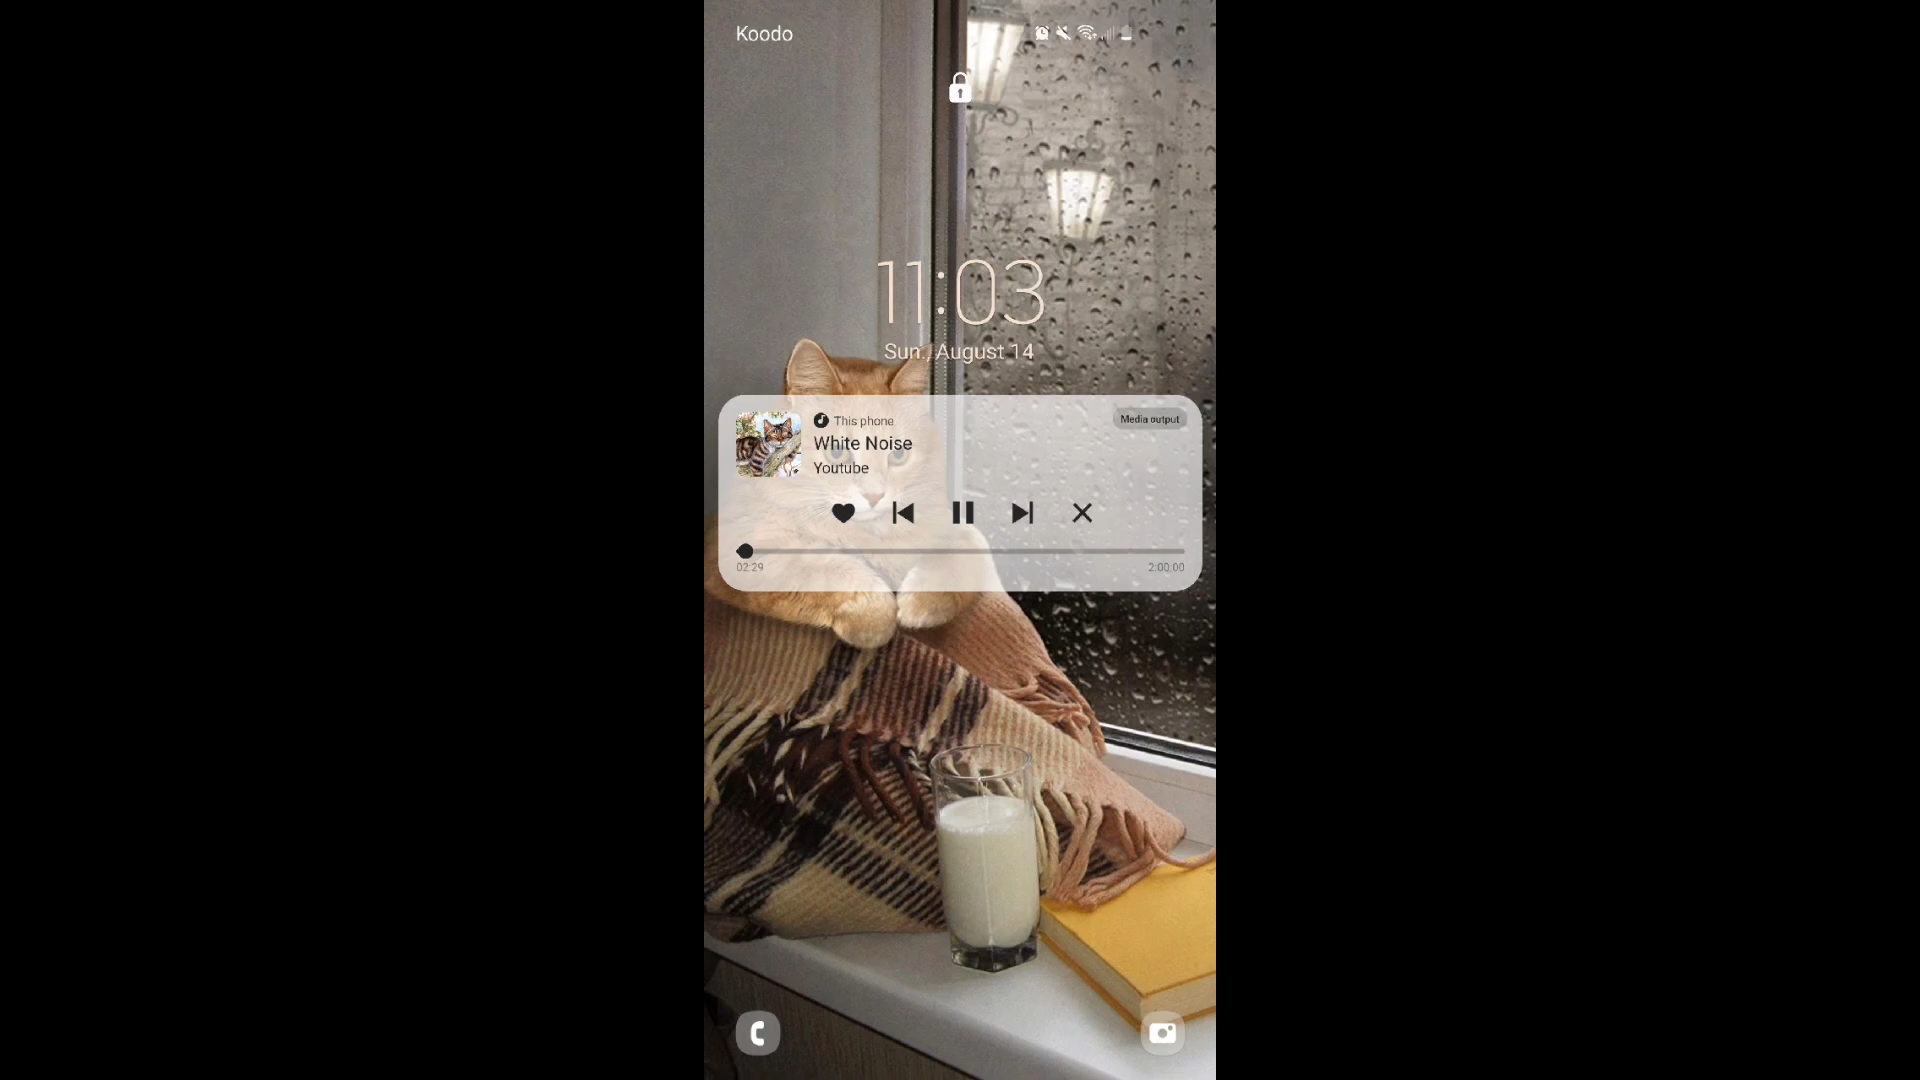 Koodo
11:03
Sun., August 14
This phone
Media output
White Noise
Youtube
02:29
2:00:00